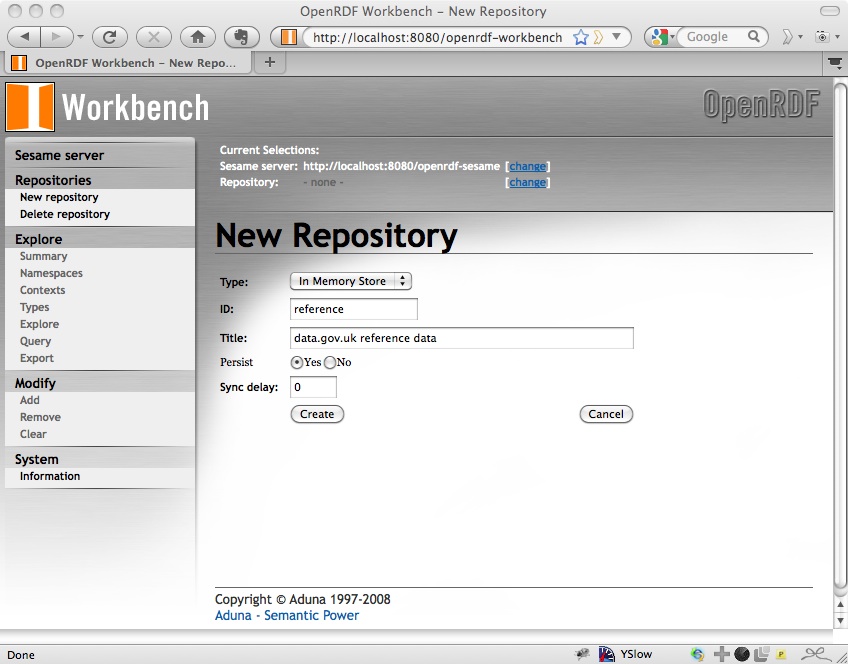 OpenRDF Workbench – New Repository
http://localhost:8080/openrdf-workbench
Google
OpenRDF Workbench – New Repo...
Workbench
OpenRDF
Sesame server
Repositories
New repository
Delete repository
Explore
Summary
Namespaces
Contexts
Types
Explore
Query
Export
Modify
Add
Remove
Clear
System
Information
Current Selections:
Sesame server: http://localhost:8080/openrdf-sesame [change]
Repository: - none - [change]
New Repository
Type: In Memory Store
ID: reference
Title: data.gov.uk reference data
Persist Yes No
Sync delay: 0
Create Cancel
Copyright © Aduna 1997-2008
Aduna - Semantic Power
Done YSlow